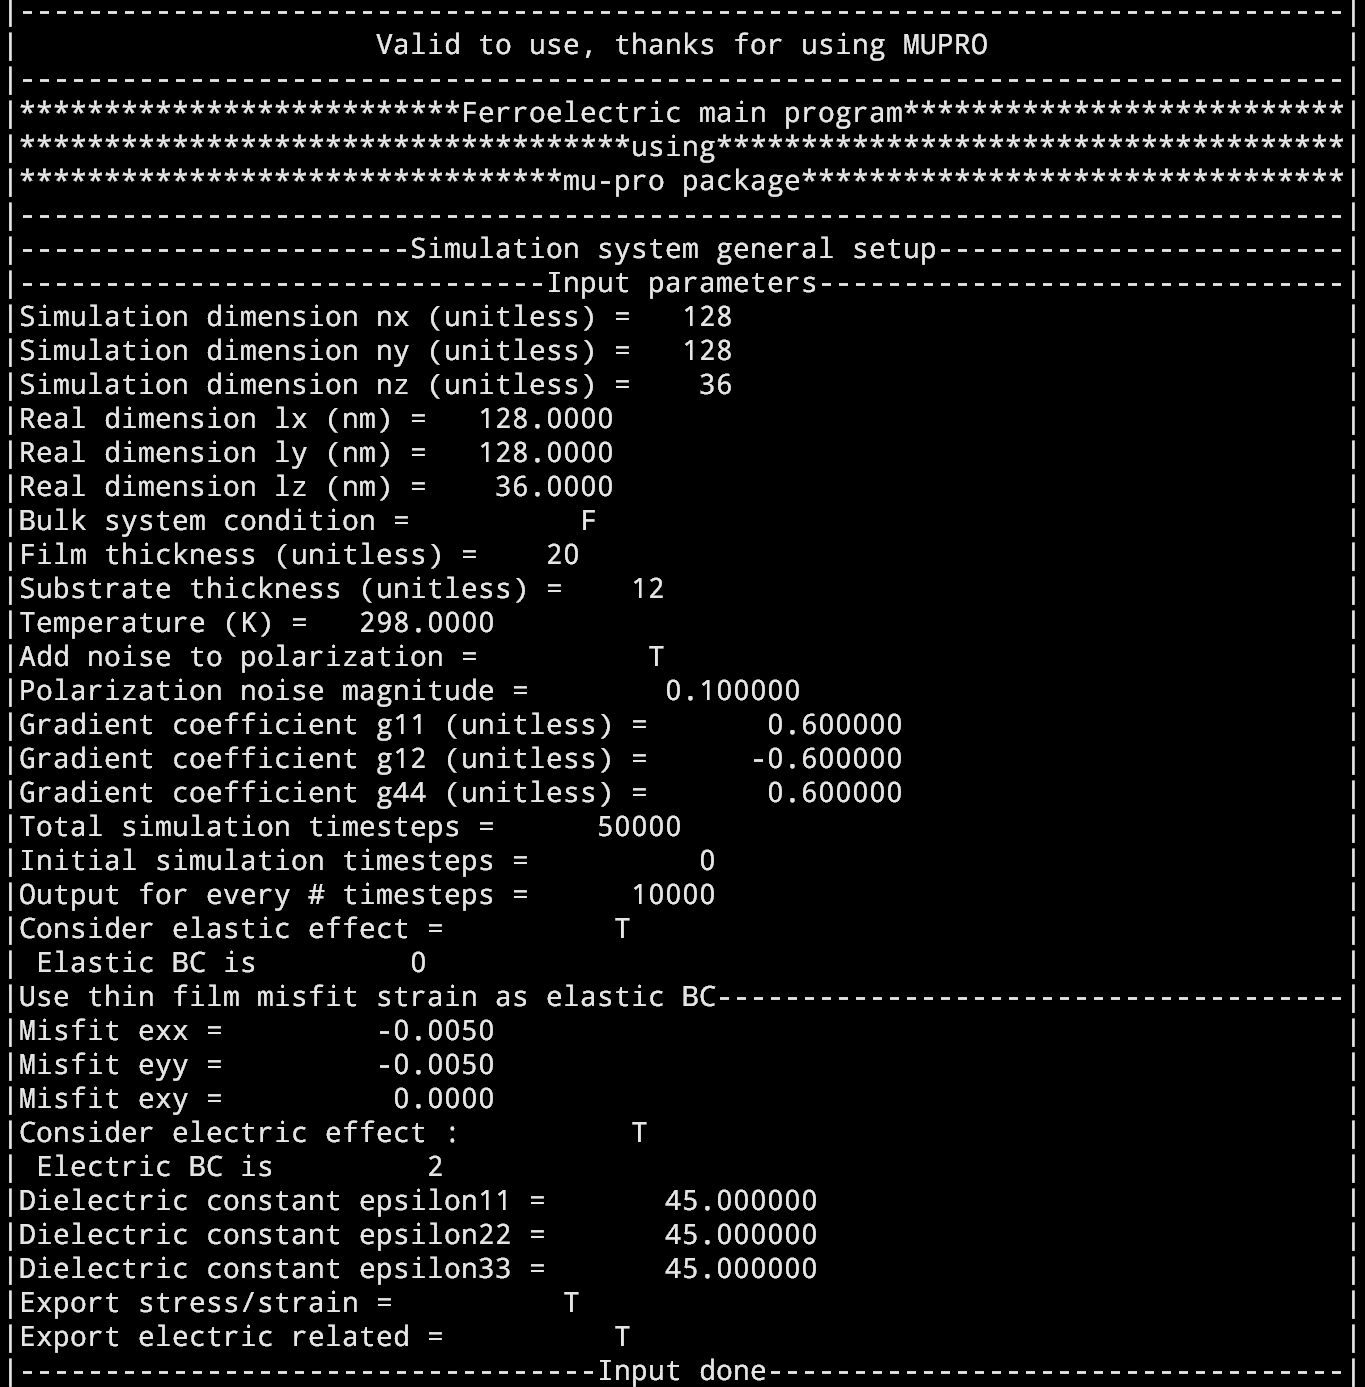 |------------------------------------------------------------------------------|
|                     Valid to use, thanks for using MUPRO                     |
|------------------------------------------------------------------------------|
|**************************Ferroelectric main program**************************|
|************************************using*************************************|
|********************************mu-pro package********************************|
|------------------------------------------------------------------------------|
|-----------------------Simulation system general setup------------------------|
|-------------------------------Input parameters-------------------------------|
|Simulation dimension nx (unitless) =   128                                    |
|Simulation dimension ny (unitless) =   128                                    |
|Simulation dimension nz (unitless) =    36                                    |
|Real dimension lx (nm) =   128.0000                                           |
|Real dimension ly (nm) =   128.0000                                           |
|Real dimension lz (nm) =    36.0000                                           |
|Bulk system condition =          F                                            |
|Film thickness (unitless) =    20                                             |
|Substrate thickness (unitless) =    12                                        |
|Temperature (K) =   298.0000                                                  |
|Add noise to polarization =          T                                        |
|Polarization noise magnitude =        0.100000                                |
|Gradient coefficient g11 (unitless) =       0.600000                          |
|Gradient coefficient g12 (unitless) =      -0.600000                          |
|Gradient coefficient g44 (unitless) =       0.600000                          |
|Total simulation timesteps =      50000                                       |
|Initial simulation timesteps =          0                                     |
|Output for every # timesteps =      10000                                     |
|Consider elastic effect =          T                                          |
| Elastic BC is         0                                                      |
|Use thin film misfit strain as elastic BC-------------------------------------|
|Misfit exx =         -0.0050                                                  |
|Misfit eyy =         -0.0050                                                  |
|Misfit exy =          0.0000                                                  |
|Consider electric effect :          T                                         |
| Electric BC is         2                                                     |
|Dielectric constant epsilon11 =       45.000000                               |
|Dielectric constant epsilon22 =       45.000000                               |
|Dielectric constant epsilon33 =       45.000000                               |
|Export stress/strain =          T                                             |
|Export electric related =          T                                          |
|----------------------------------Input done----------------------------------|